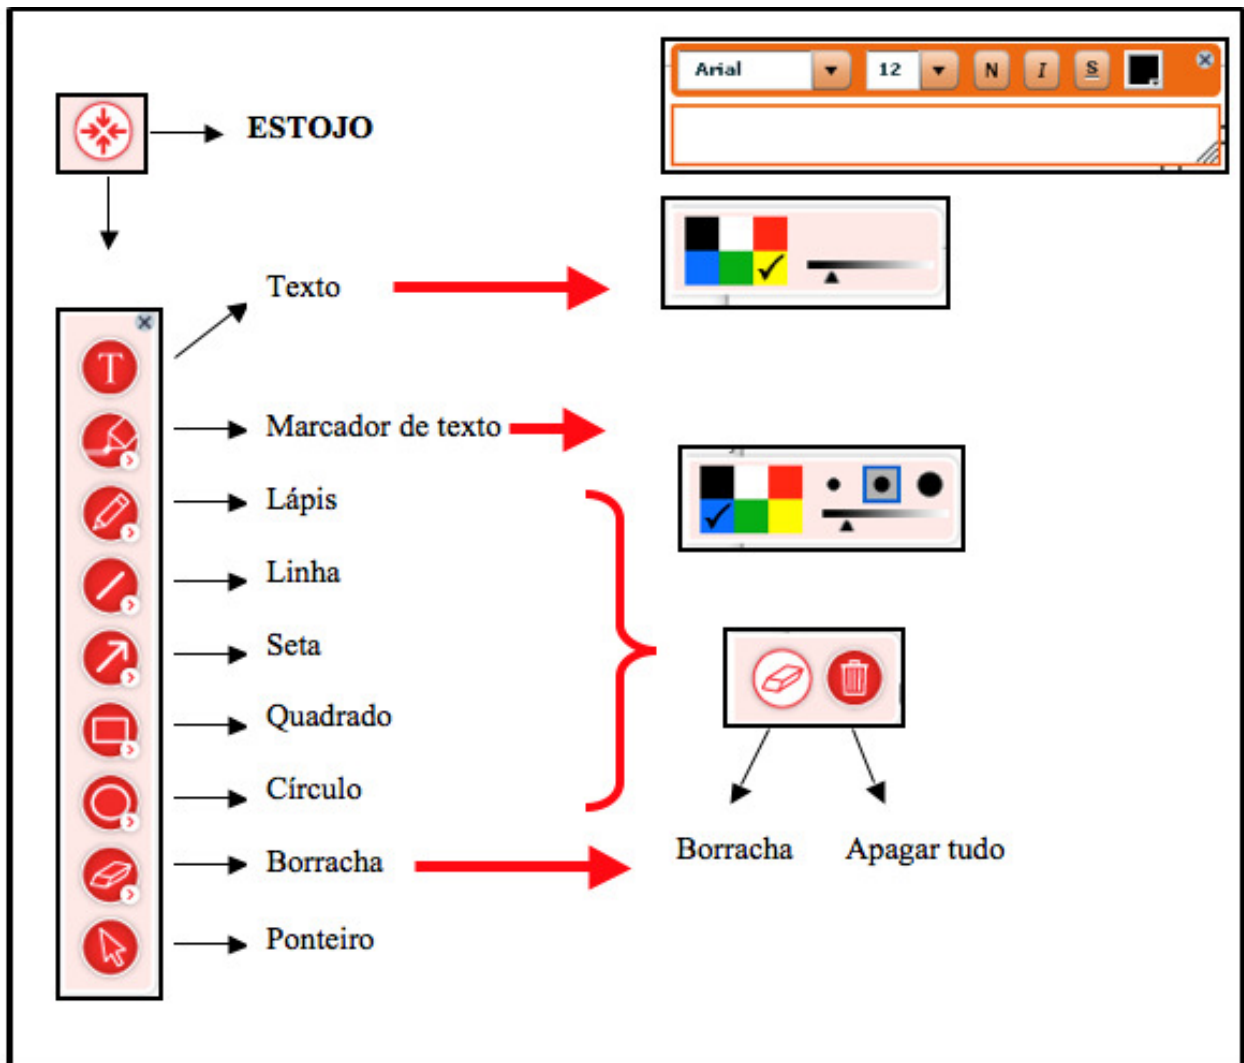 Arial 12 N I S
ESTOJO
Texto
T
Marcador de texto
Lápis
Linha
Seta
Quadrado
Círculo
Borracha
Borracha Apagar tudo
Ponteiro